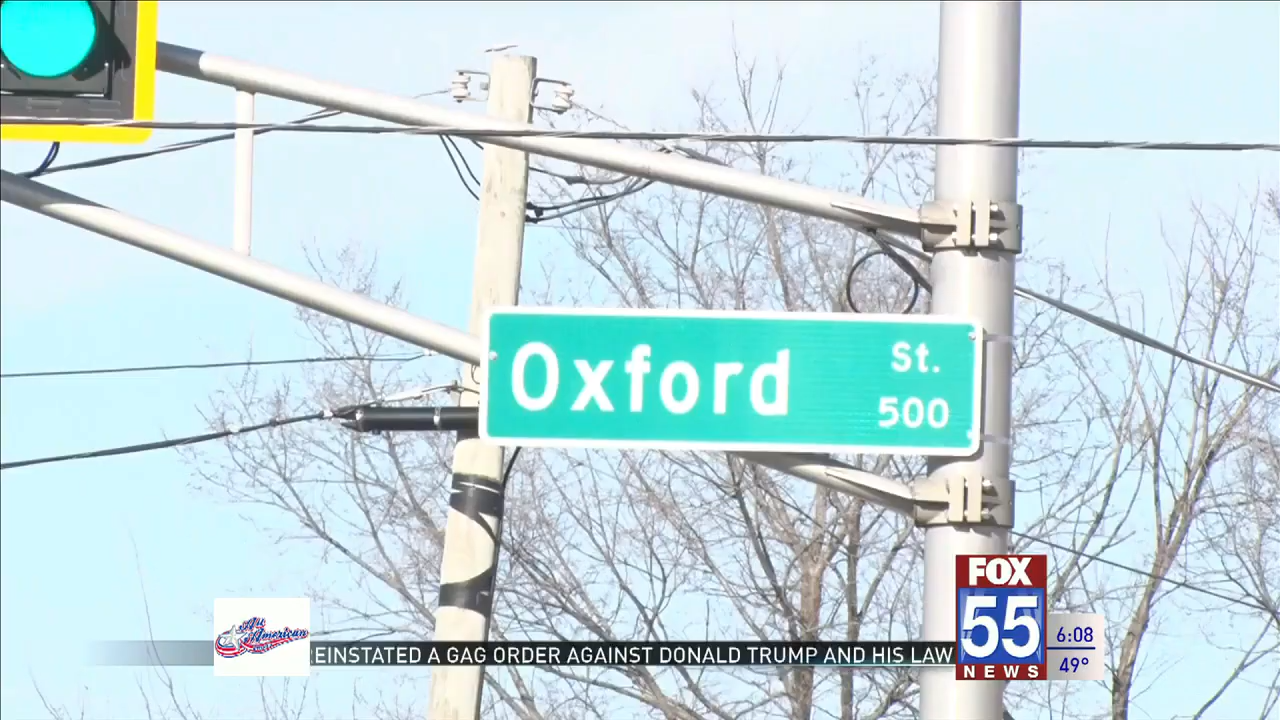 Oxford
St.
500
All
American
REINSTATED A GAG ORDER AGAINST DONALD TRUMP AND HIS LAW
FOX
55
NEWS
6:08
49°